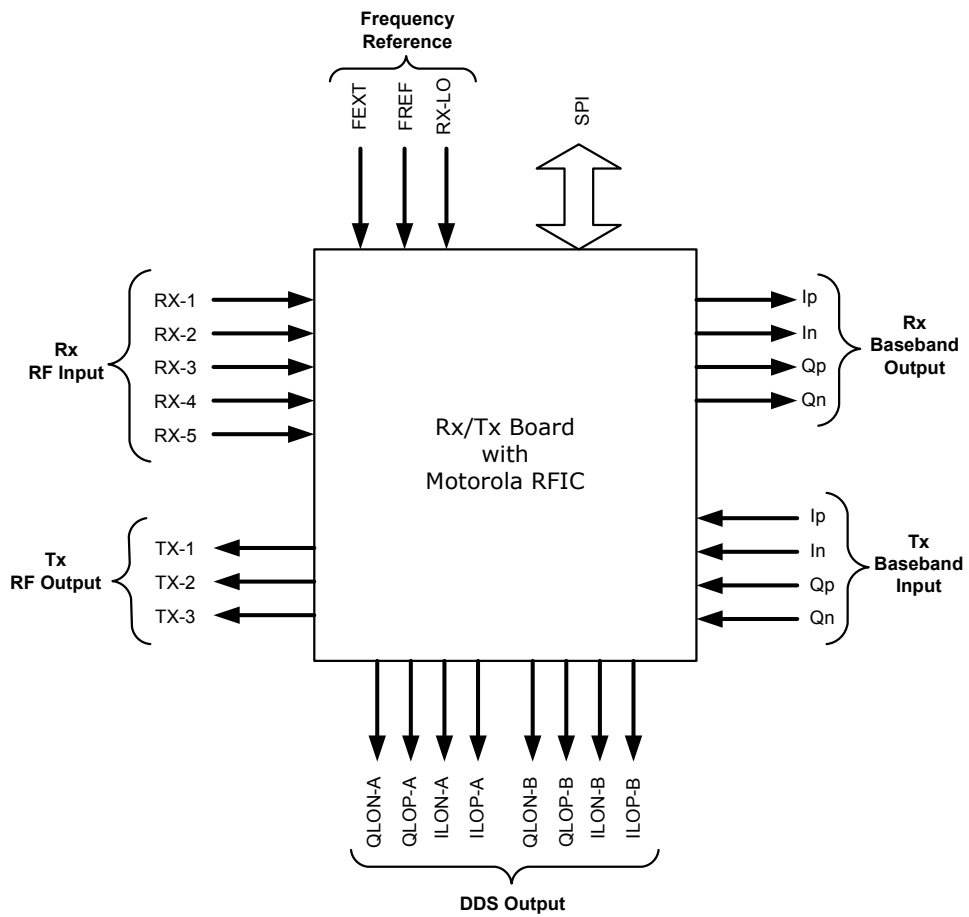 Frequency
Reference
FEXT
FREF
RX-LO
SPI
Rx
RF Input
RX-1
RX-2
RX-3
RX-4
RX-5
Ip
In
Qp
Qn
Rx
Baseband
Output
Rx/Tx Board
with
Motorola RFIC
Tx
RF Output
TX-1
TX-2
TX-3
Ip
In
Qp
Qn
Tx
Baseband
Input
QLON-A
QLOP-A
ILON-A
ILOP-A
QLON-B
QLOP-B
ILON-B
ILOP-B
DDS Output